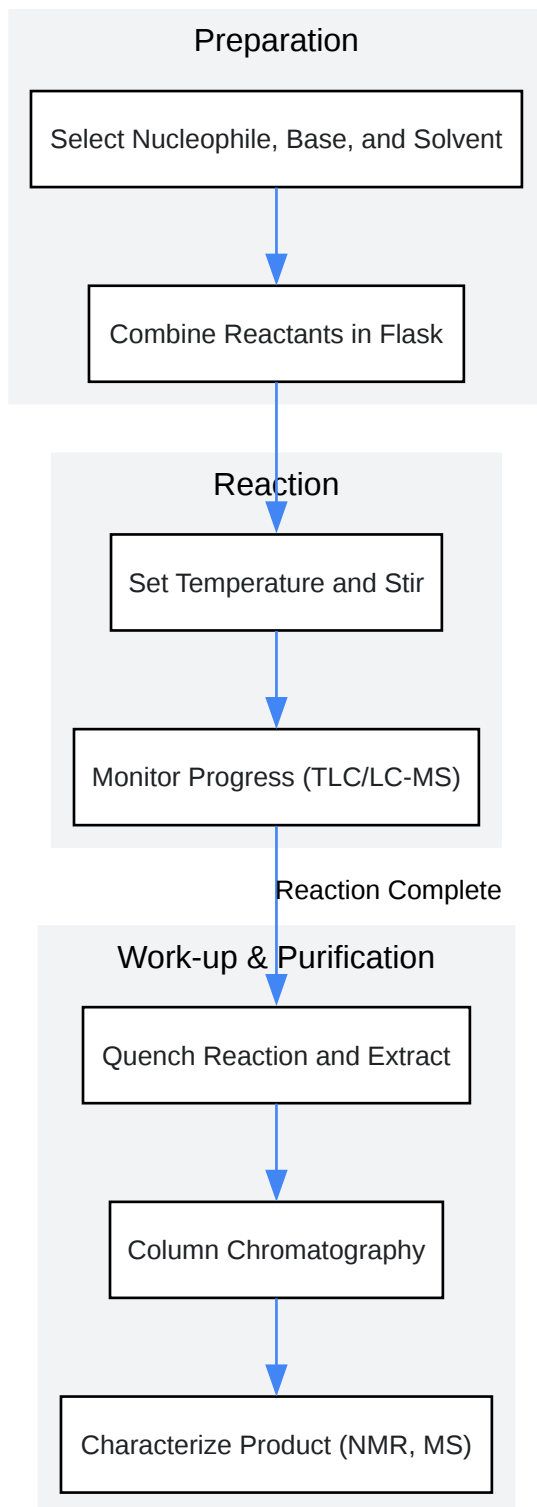 Preparation
Select Nucleophile, Base, and Solvent
Combine Reactants in Flask
Reaction
Set Temperature and Stir
Monitor Progress (TLC/LC-MS)
Reaction Complete
Work-up & Purification
Quench Reaction and Extract
Column Chromatography
Characterize Product (NMR, MS)